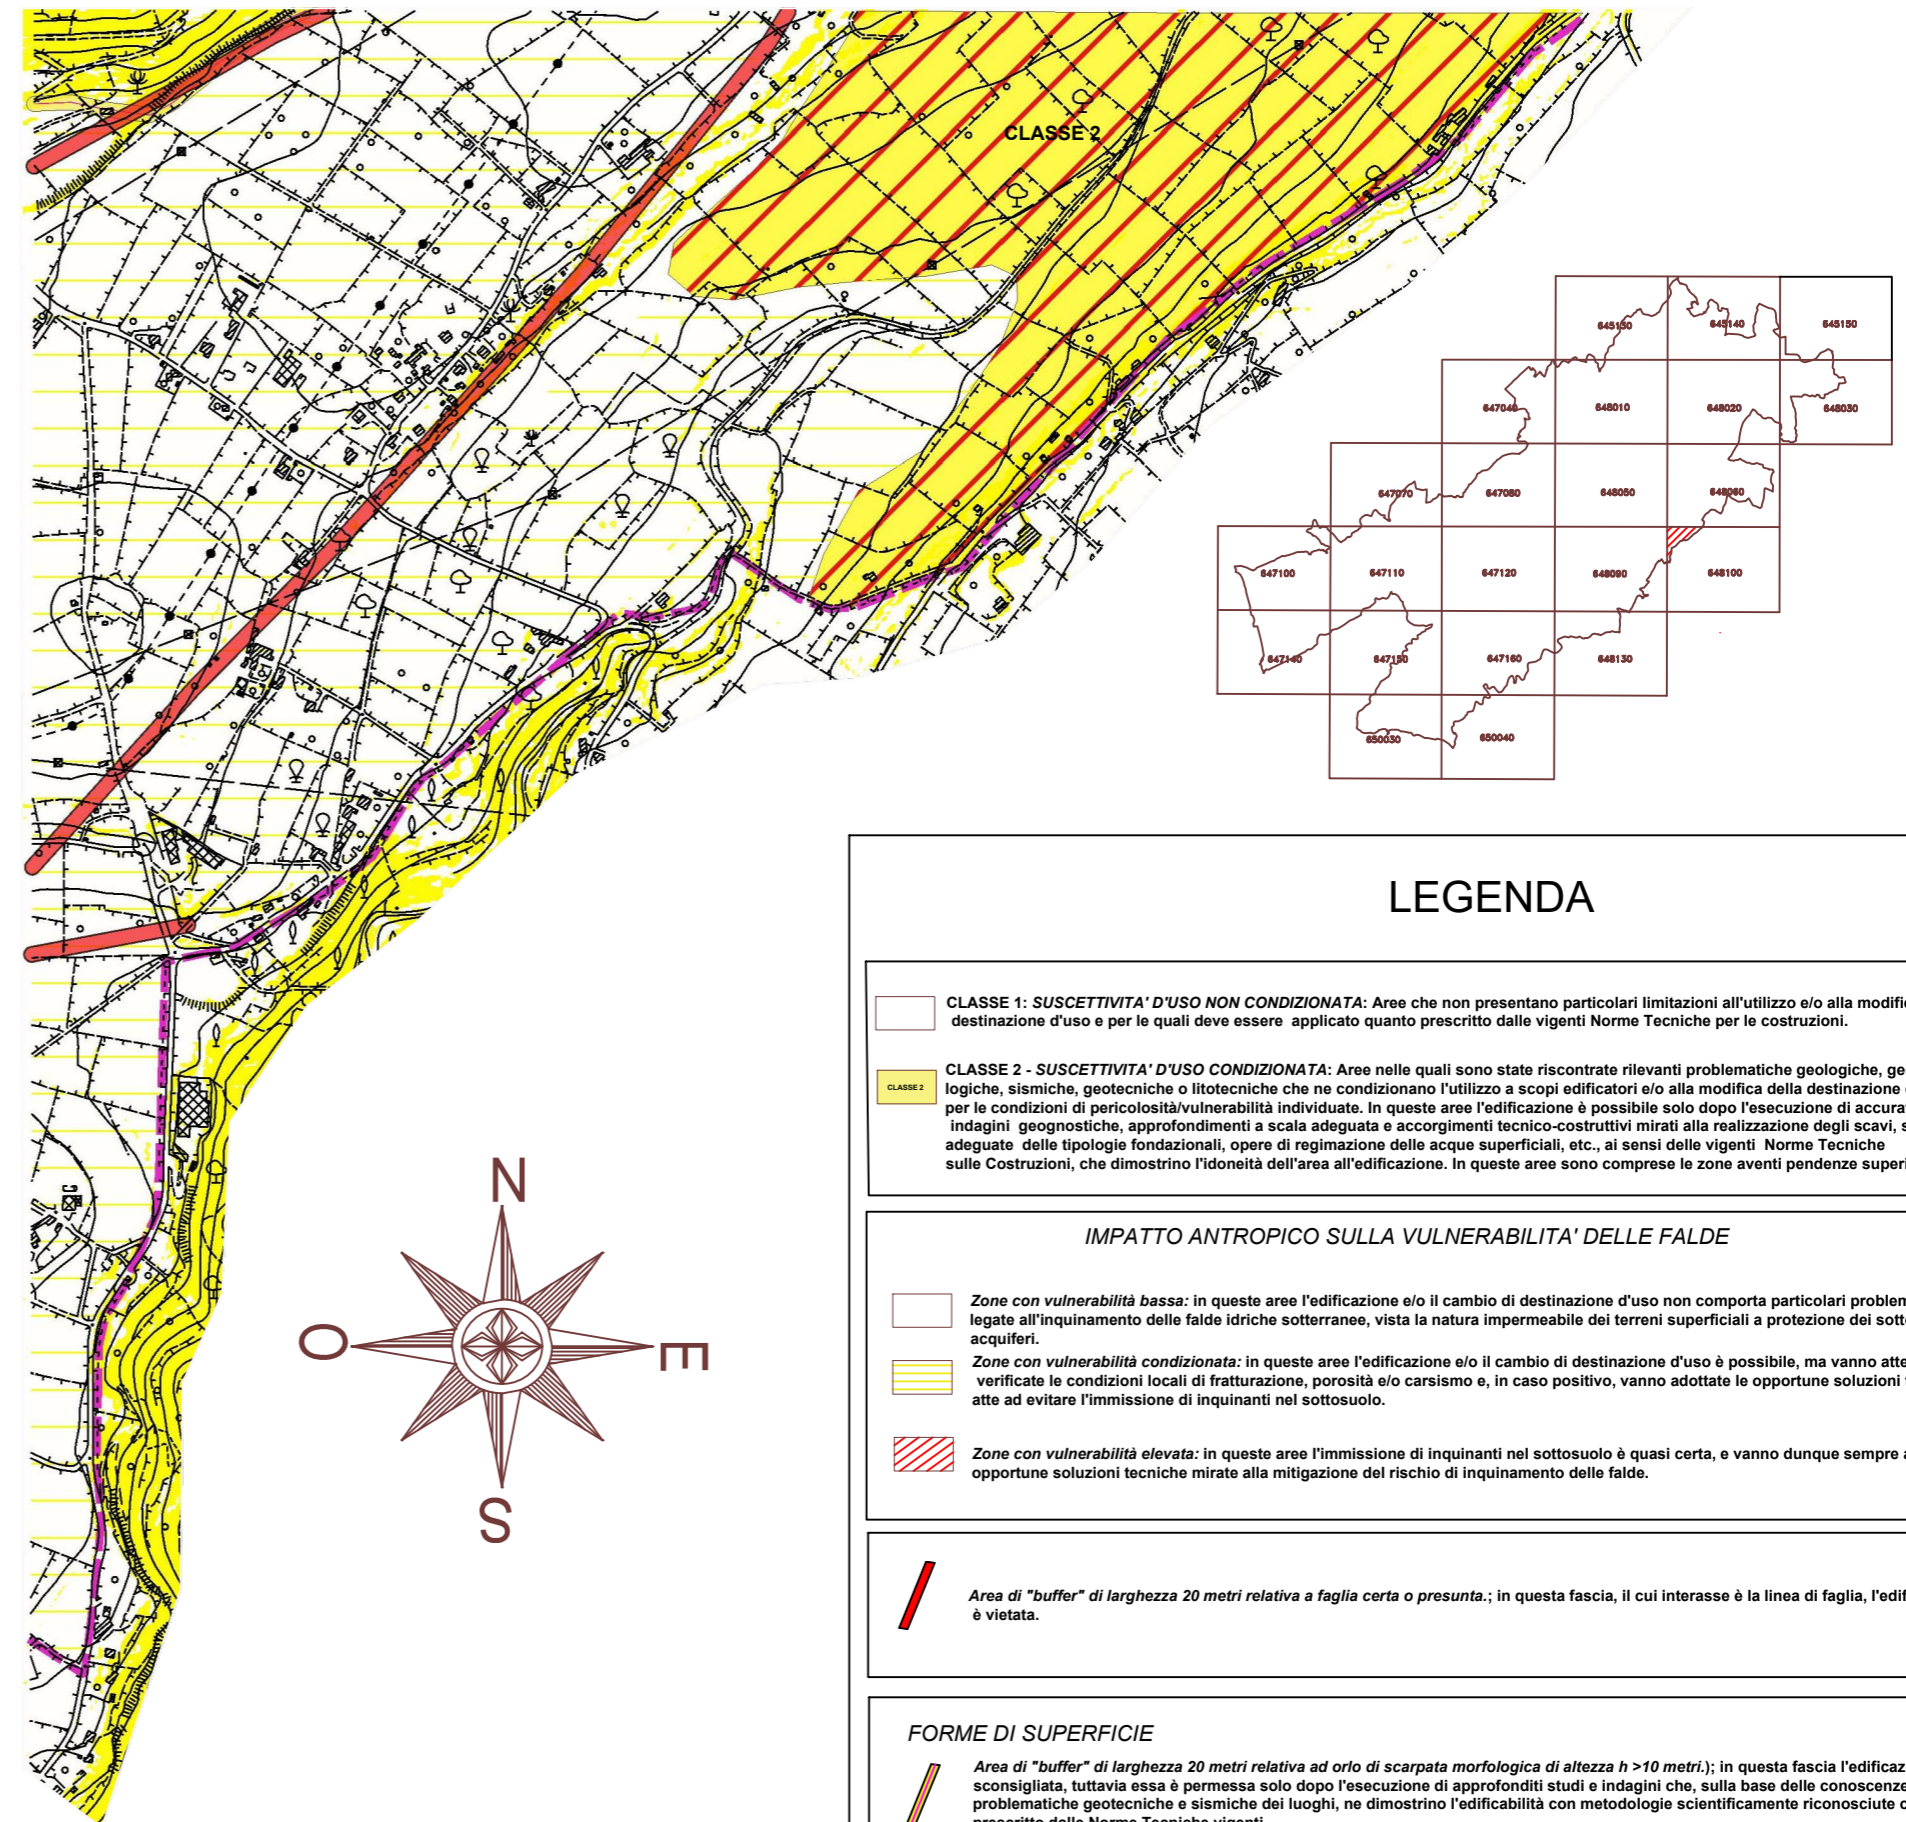 CLASSE 2
645130
645140
645150
647040
648010
648020
648030
647070
647080
648050
648060
647100
647110
647120
648090
648100
647140
647150
647160
648130
650030
650040
N
O
E
S
LEGENDA
CLASSE 1: SUSCETTIVITA' D'USO NON CONDIZIONATA: Aree che non presentano particolari limitazioni all'utilizzo e/o alla modifi
destinazione d'uso e per le quali deve essere applicato quanto prescritto dalle vigenti Norme Tecniche per le costruzioni.
CLASSE 2
CLASSE 2 - SUSCETTIVITA' D'USO CONDIZIONATA: Aree nelle quali sono state riscontrate rilevanti problematiche geologiche, ge
logiche, sismiche, geotecniche o litotecniche che ne condizionano l'utilizzo a scopi edificatori e/o alla modifica della destinazione
per le condizioni di pericolosità/vulnerabilità individuate. In queste aree l'edificazione è possibile solo dopo l'esecuzione di accura
indagini geognostiche, approfondimenti a scala adeguata e accorgimenti tecnico-costruttivi mirati alla realizzazione degli scavi, s
adeguate delle tipologie fondazionali, opere di regimazione delle acque superficiali, etc., ai sensi delle vigenti Norme Tecniche
sulle Costruzioni, che dimostrino l'idoneità dell'area all'edificazione. In queste aree sono comprese le zone aventi pendenze superi
IMPATTO ANTROPICO SULLA VULNERABILITA' DELLE FALDE
Zone con vulnerabilità bassa: in queste aree l'edificazione e/o il cambio di destinazione d'uso non comporta particolari problem
legate all'inquinamento delle falde idriche sotterranee, vista la natura impermeabile dei terreni superficiali a protezione dei sott
acquiferi.
Zone con vulnerabilità condizionata: in queste aree l'edificazione e/o il cambio di destinazione d'uso è possibile, ma vanno atte
verificate le condizioni locali di fratturazione, porosità e/o carsismo e, in caso positivo, vanno adottate le opportune soluzioni
atte ad evitare l'immissione di inquinanti nel sottosuolo.
Zone con vulnerabilità elevata: in queste aree l'immissione di inquinanti nel sottosuolo è quasi certa, e vanno dunque sempre a
opportune soluzioni tecniche mirate alla mitigazione del rischio di inquinamento delle falde.
Area di "buffer" di larghezza 20 metri relativa a faglia certa o presunta.; in questa fascia, il cui interasse è la linea di faglia, l'edif
è vietata.
FORME DI SUPERFICIE
Area di "buffer" di larghezza 20 metri relativa ad orlo di scarpata morfologica di altezza h >10 metri.); in questa fascia l'edificaz
sconsigliata, tuttavia essa è permessa solo dopo l'esecuzione di approfonditi studi e indagini che, sulla base delle conoscenze
problematiche geotecniche e sismiche dei luoghi, ne dimostrino l'edificabilità con metodologie scientificamente riconosciute
prescritto dalle Norme Tecniche vigenti